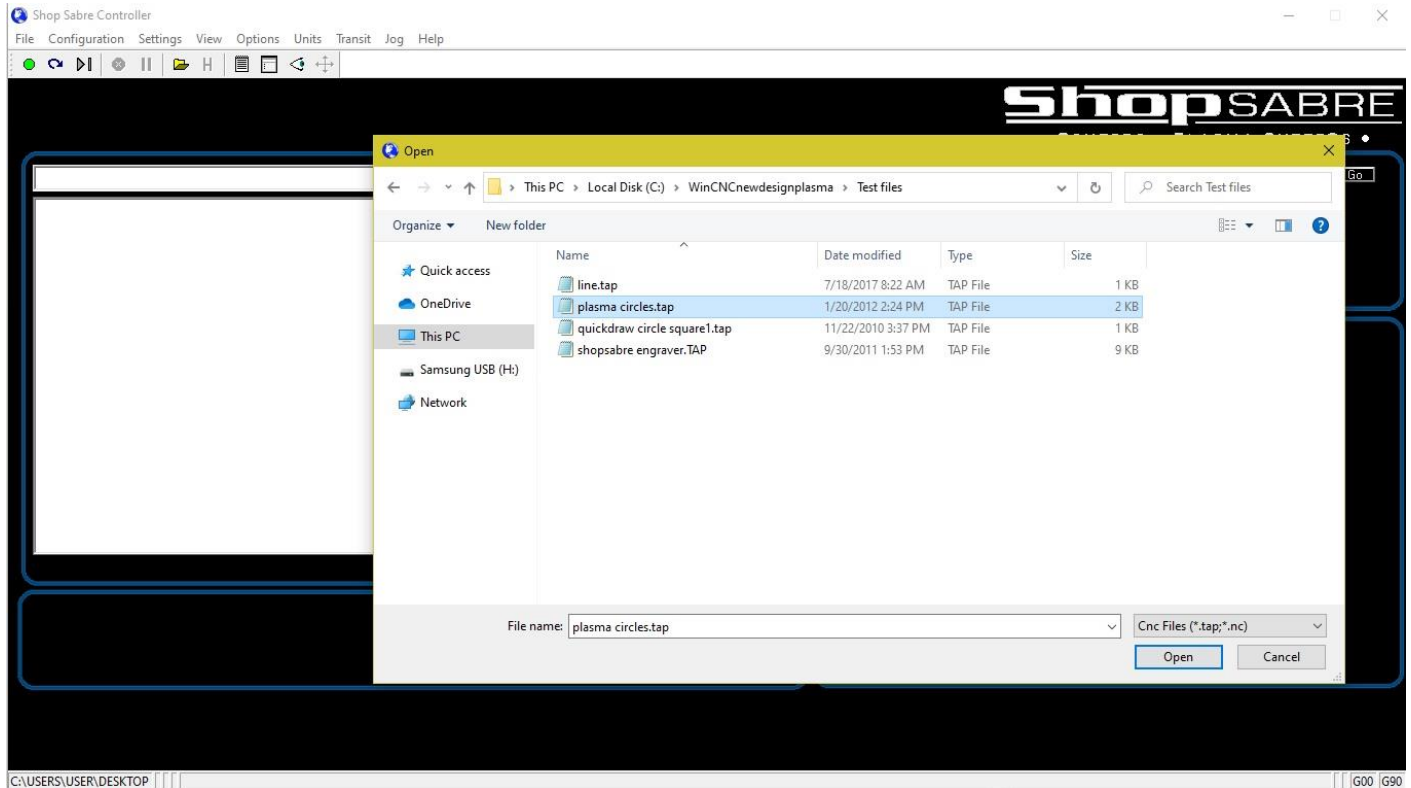 Shop Sabre Controller
File Configuration Settings View Options Units Transit Jog Help
H
ShopSABRE
Open
This PC > Local Disk (C:) > WinCNCnewdesignplasma > Test files
Search Test files
Go
Organize New folder
Name Date modified Type Size
Quick access
OneDrive
This PC
Samsung USB (H:)
Network
line.tap 7/18/2017 8:22 AM TAP File 1 KB
plasma circles.tap 1/20/2012 2:24 PM TAP File 2 KB
quickdraw circle square1.tap 11/22/2010 3:37 PM TAP File 1 KB
shopsabre engraver.TAP 9/30/2011 1:53 PM TAP File 9 KB
File name: plasma circles.tap Cnc Files (*.tap;*.nc)
Open Cancel
C:\USERS\USER\DESKTOP G00 G90